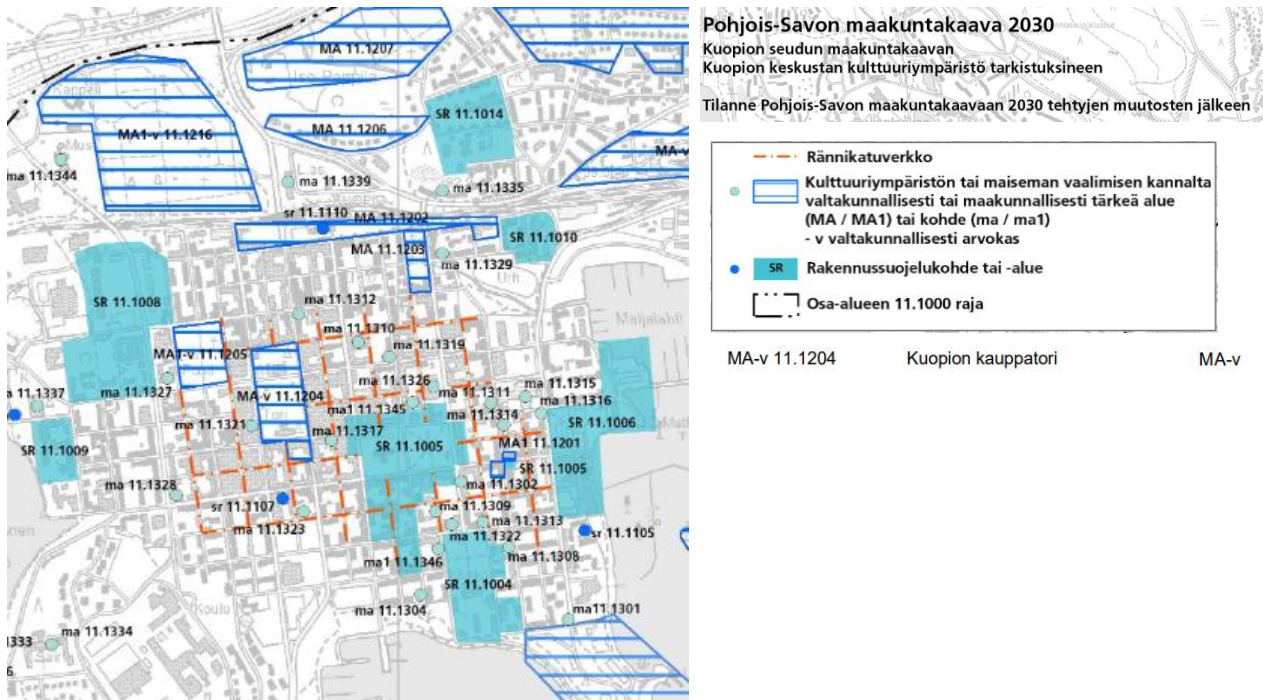 MA 11.1207
Kappeli
MA1-v 11.1216
MA 11.1206
SR 11.1014
MA-v
ma 11.1344
ma 11.1339
ma 11.1335
sr 11.1110
MA 11.1202
MA 11.1203
SR 11.1010
ma 11.1329
SR 11.1008
ma 11.1312
Maljalahti
ma 11.1310
ma 11.1319
MA1-v 11.1205
ma 11.1327
ma 11.1326
ma 11.1315
a 11.1337
MA-v 11.1204
Tori
ma1 11.1345
ma 11.1311
ma 11.1316
ma 11.1314
ma 11.1321
ma 11.1317
SR 11.1006
SR 11.1009
SR 11.1005
MA1 11.1201
SR 11.1005
ma 11.1328
ma 11.1302
sr 11.1107
ma 11.1309
ma 11.1323
ma 11.1313
ma 11.1322
sr 11.1105
ma1 11.1346
ma 11.1308
SR 11.1004
Koulu
ma 11.1304
ma11.1301
1333
ma 11.1334
Pohjois-Savon maakuntakaava 2030
Kuopion seudun maakuntakaavan
Kuopion keskustan kulttuuriympäristö tarkistuksineen
Tilanne Pohjois-Savon maakuntakaavaan 2030 tehtyjen muutosten jälkeen
Rännikatuverkko
Kulttuuriympäristön tai maiseman vaalimisen kannalta
valtakunnallisesti tai maakunnallisesti tärkeä alue
(MA / MA1) tai kohde (ma / ma1)
- v valtakunnallisesti arvokas
SR Rakennussuojelukohde tai -alue
Osa-alueen 11.1000 raja
MA-v 11.1204 Kuopion kauppatori MA-v